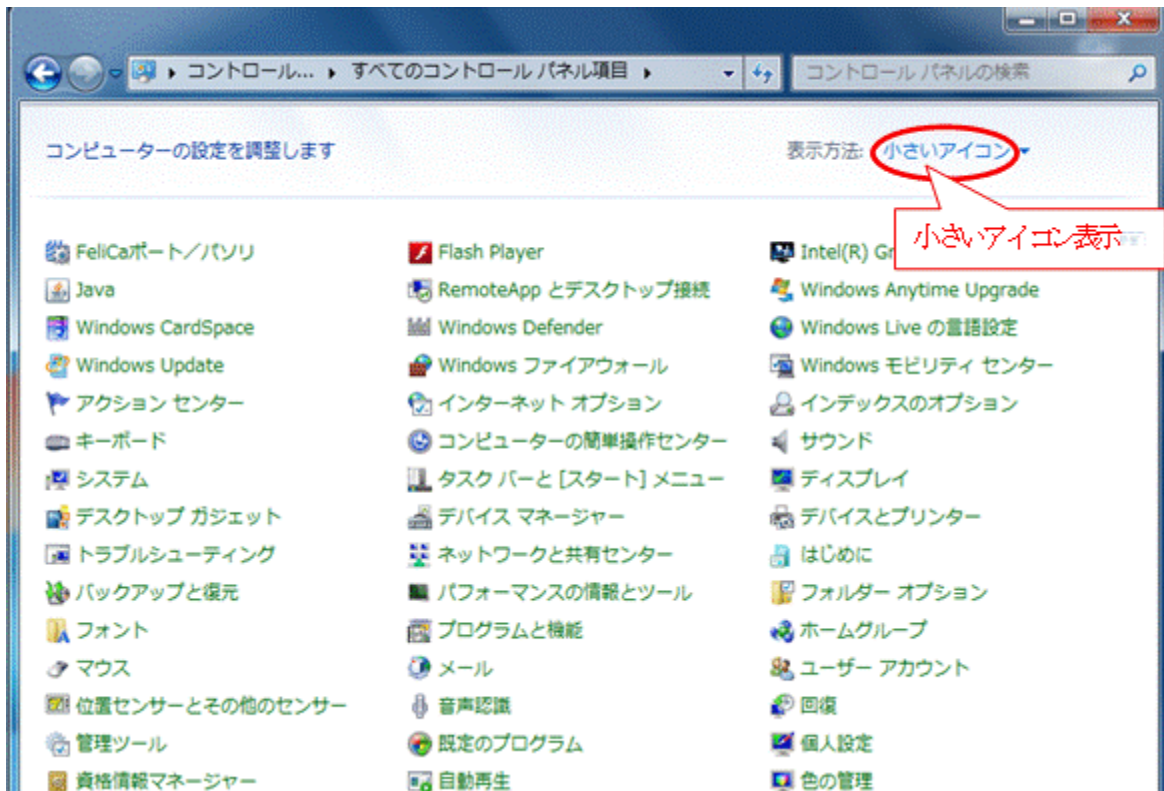 コントロール... ▸ すべてのコントロール パネル項目 ▸
コントロール パネルの検索
コンピューターの設定を調整します
表示方法: 小さいアイコン
小さいアイコン表示
FeliCaポート/パソリ
Flash Player
Intel(R) Gr
Java
RemoteApp とデスクトップ接続
Windows Anytime Upgrade
Windows CardSpace
Windows Defender
Windows Live の言語設定
Windows Update
Windows ファイアウォール
Windows モビリティ センター
アクション センター
インターネット オプション
インデックスのオプション
キーボード
コンピューターの簡単操作センター
サウンド
システム
タスク バーと [スタート] メニュー
ディスプレイ
デスクトップ ガジェット
デバイス マネージャー
デバイスとプリンター
トラブルシューティング
ネットワークと共有センター
はじめに
バックアップと復元
パフォーマンスの情報とツール
フォルダー オプション
フォント
プログラムと機能
ホームグループ
マウス
メール
ユーザー アカウント
位置センサーとその他のセンサー
音声認識
回復
管理ツール
既定のプログラム
個人設定
資格情報マネージャー
自動再生
色の管理